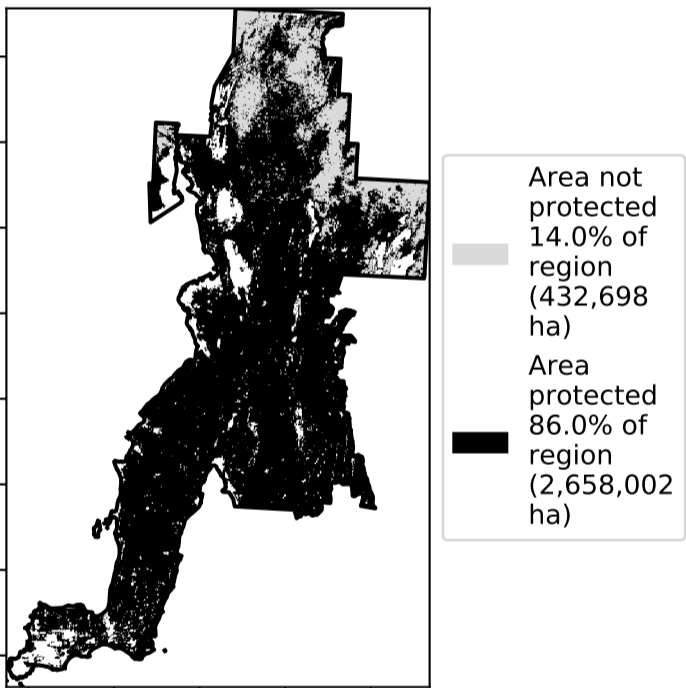 Area not
protected
14.0% of
region
(432,698
ha)
Area
protected
86.0% of
region
(2,658,002
ha)